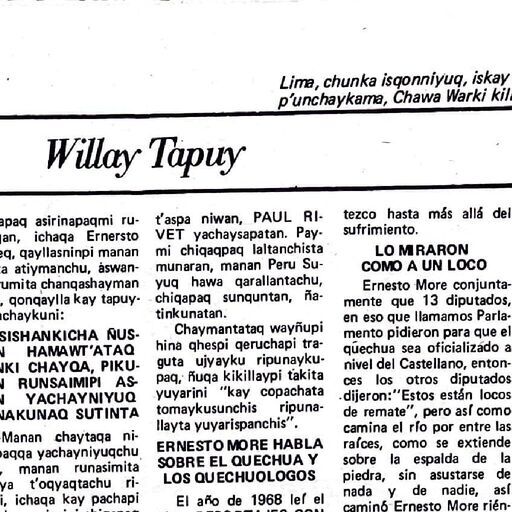 Lima, chunka isqonniyuq, iskay
p'unchaykama, Chawa Warki kill
Willay Tapuy
apaq asirinapaqmi ru-
gan, ichaqa Ernersto
eq, qayllasninpi manan
ta atiymanchu, àswan-
rumita chanqashayman
, qonqaylla kay tapuy-
nchaykuni:
SISHANKICHA ÑUS-
N HAMAWT'ATAQ
NKI CHAYQA, PIKU-
N RUNSAIMIPI AS-
N YACHAYNIYUQ
NAKUNAQ SUTINTA
Manan chaytaqa ni-
paqqa yachayniyuqchu
, manan runasimita
ya t'oqyaqtachu ri-
i, ichaqa kay pachapi
t'aspa niwan, PAUL RI-
VET yachaysapatan. Pay-
mi chiqaqpaq laltanchista
munaran, manan Peru Su-
yuq hawa qarallantachu,
chiqapaq sunquntan, ña-
tinkunatan.
Chaymantataq wayñupi
hina qhespi qeruchapi tra-
guta ujyayku ripunayku-
paq, ñuqa kikillaypi takita
yuyarini "kay copachata
tomaykusunchis ripuna-
llayta yuyarispanchis".
ERNESTO MORE HABLA
SOBRE EL QUECHUA Y
LOS QUECHUOLOGOS
El año de 1968 leí el
tezco hasta más allá del
sufrimiento.
LO MIRARON
COMO A UN LOCO
Ernesto More conjunta-
mente que 13 diputados,
en eso que llamamos Parla-
mento pidieron para que el
quechua sea oficializado a
nivel del Castellano, enton-
ces los otros diputados
dijeron:"Estos están locos
de remate", pero así como
camina el río por entre las
raíces, como se extiende
sobre la espalda de la
piedra, sin asustarse de
nada y de nadie, así
caminó Ernesto More rién-